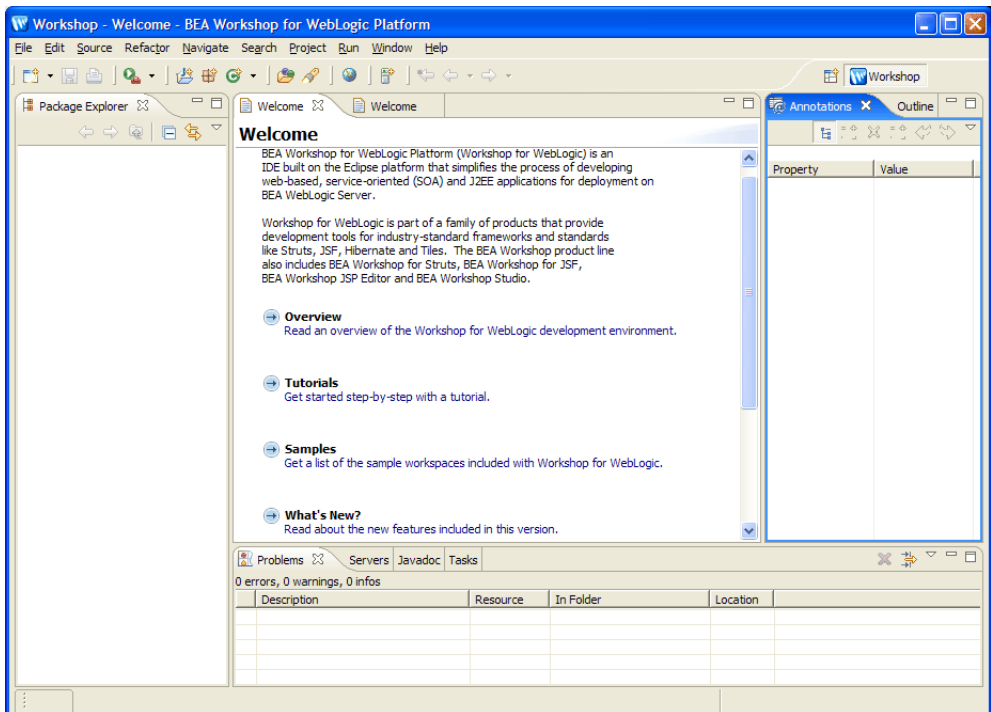 Workshop - Welcome - BEA Workshop for WebLogic Platform
File Edit Source Refactor Navigate Search Project Run Window Help
Workshop
Package Explorer
Welcome
Welcome
Annotations
Outline
Welcome
BEA Workshop for WebLogic Platform (Workshop for WebLogic) is an
IDE built on the Eclipse platform that simplifies the process of developing
web-based, service-oriented (SOA) and J2EE applications for deployment on
BEA WebLogic Server.
Workshop for WebLogic is part of a family of products that provide
development tools for industry-standard frameworks and standards
like Struts, JSF, Hibernate and Tiles. The BEA Workshop product line
also includes BEA Workshop for Struts, BEA Workshop for JSF,
BEA Workshop JSP Editor and BEA Workshop Studio.
Overview
Read an overview of the Workshop for WebLogic development environment.
Tutorials
Get started step-by-step with a tutorial.
Samples
Get a list of the sample workspaces included with Workshop for WebLogic.
What's New?
Read about the new features included in this version.
Property Value
Problems Servers Javadoc Tasks
0 errors, 0 warnings, 0 infos
Description Resource In Folder Location